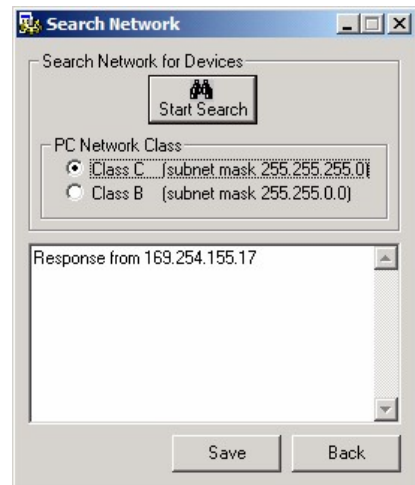 Search Network
Search Network for Devices
Start Search
PC Network Class
Class C (subnet mask 255.255.255.0)
Class B (subnet mask 255.255.0.0)
Response from 169.254.155.17
Save Back